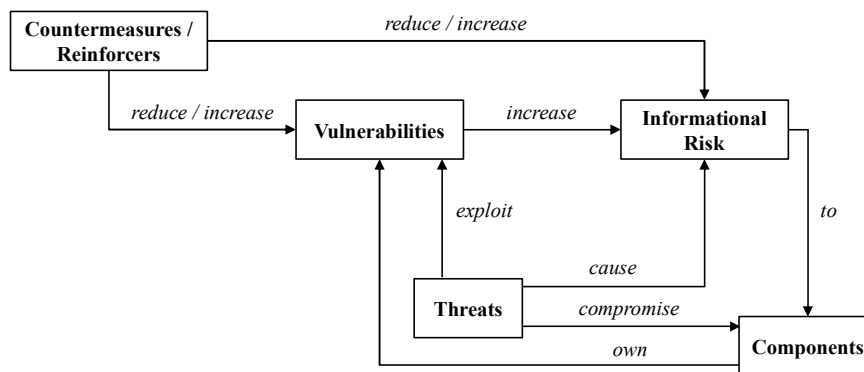 Countermeasures /
Reinforcers
reduce / increase
reduce / increase
Vulnerabilities
increase
Informational
Risk
exploit
to
cause
Threats
compromise
own
Components